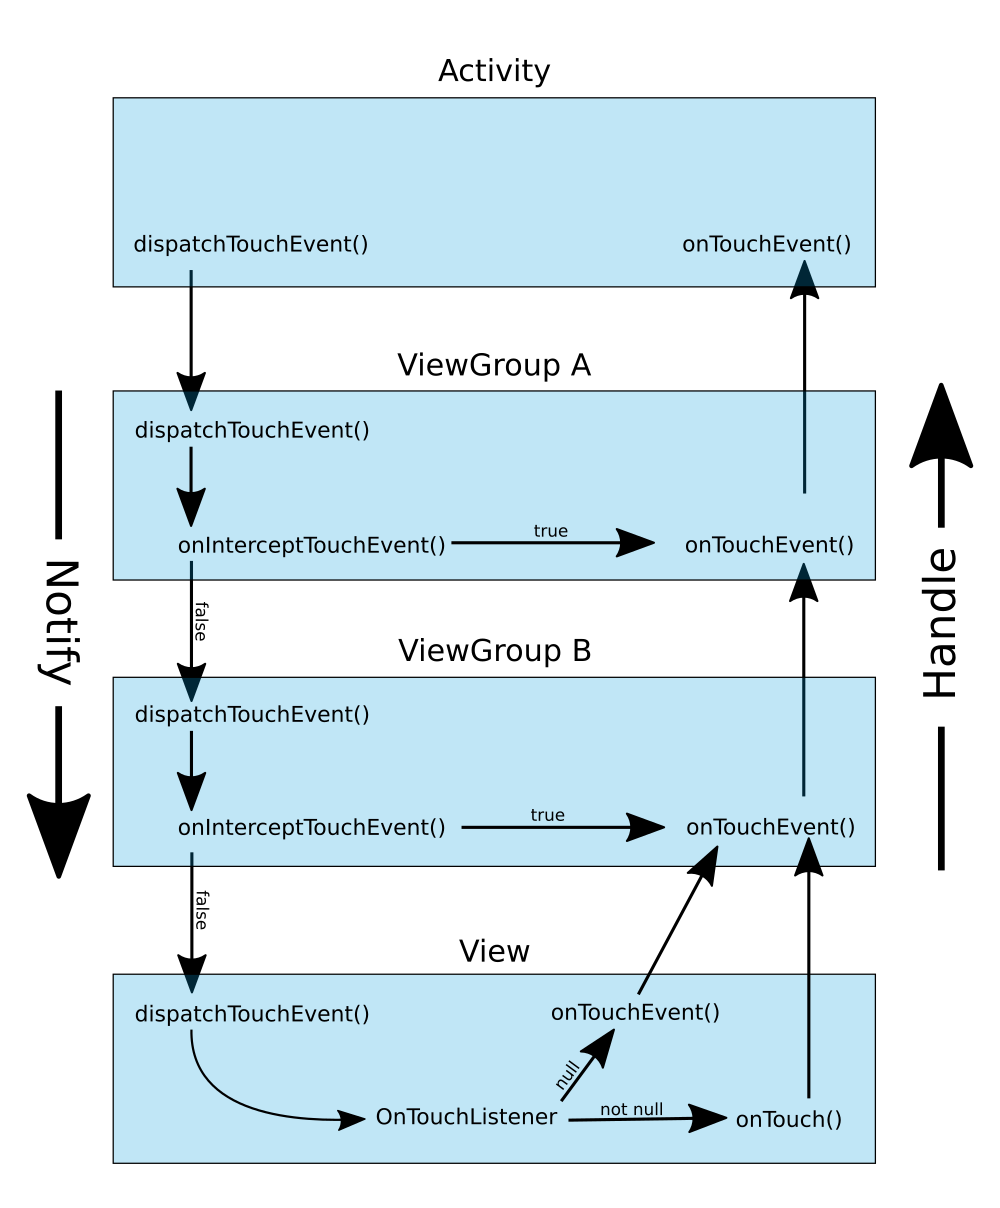 Activity
dispatchTouchEvent()
onTouchEvent()
ViewGroup A
dispatchTouchEvent()
onInterceptTouchEvent()
true
onTouchEvent()
false
Notify
Handle
ViewGroup B
dispatchTouchEvent()
onInterceptTouchEvent()
true
onTouchEvent()
false
View
dispatchTouchEvent()
onTouchEvent()
null
OnTouchListener
not null
onTouch()